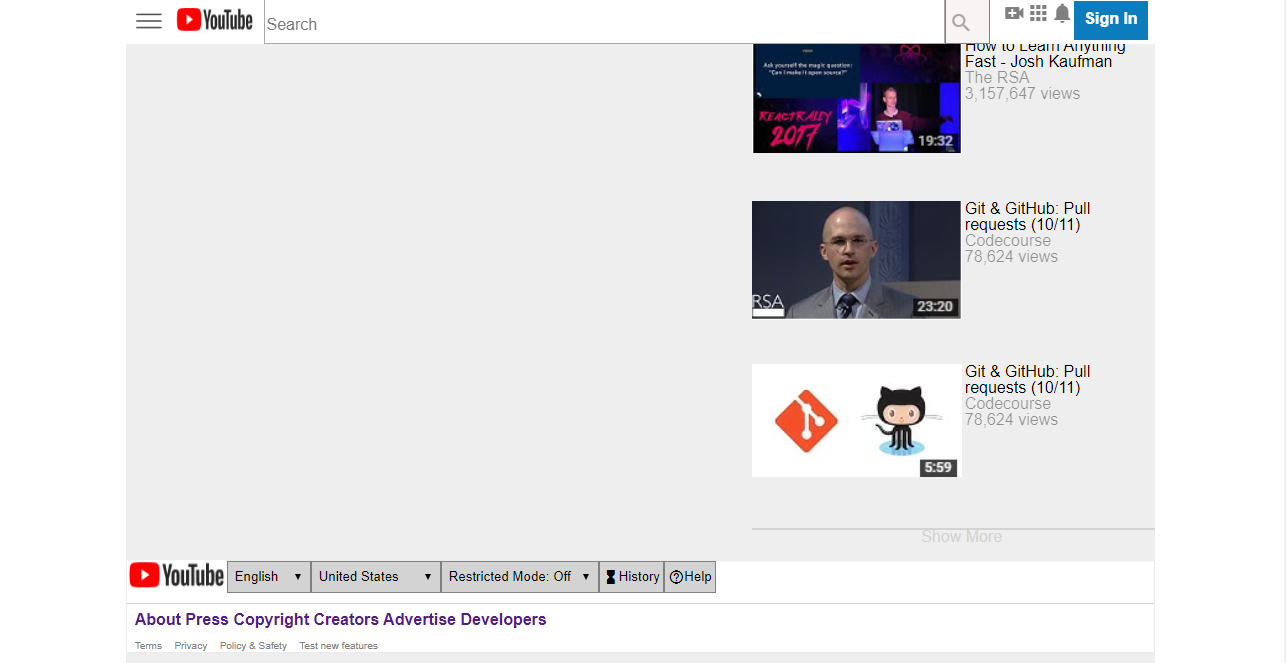 YouTube
Search
Sign In
Ask yourself the magic question:
"Can I make it open source?"
REACTRALLY
2017
19:32
How to Learn Anything
Fast - Josh Kaufman
The RSA
3,157,647 views
RSA
23:20
Git & GitHub: Pull
requests (10/11)
Codecourse
78,624 views
5:59
Git & GitHub: Pull
requests (10/11)
Codecourse
78,624 views
Show More
YouTube English United States Restricted Mode: Off History Help
About Press Copyright Creators Advertise Developers
Terms Privacy Policy & Safety Test new features